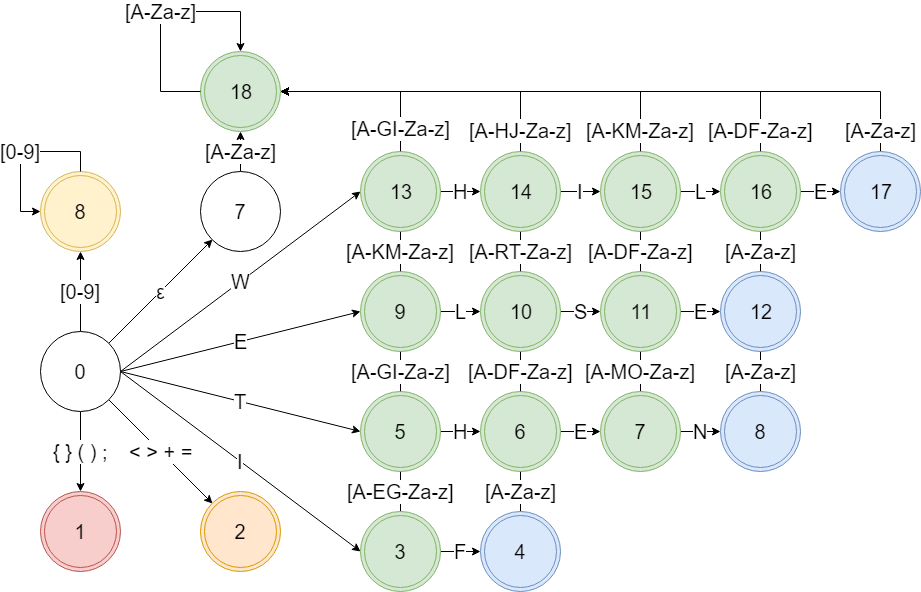 [A-Za-z]
18
[A-GI-Za-z] [A-HJ-Za-z] [A-KM-Za-z] [A-DF-Za-z] [A-Za-z]
[0-9] [A-Za-z]
8 7 13 H 14 I 15 L 16 E 17
[A-KM-Za-z] [A-RT-Za-z] [A-DF-Za-z] [A-Za-z]
[0-9] ε W
9 L 10 S 11 E 12
E
0 [A-GI-Za-z] [A-DF-Za-z] [A-MO-Za-z] [A-Za-z]
T
5 H 6 E 7 N 8
{ } ( ) ; < > + = I
[A-EG-Za-z] [A-Za-z]
1 2 3 F 4